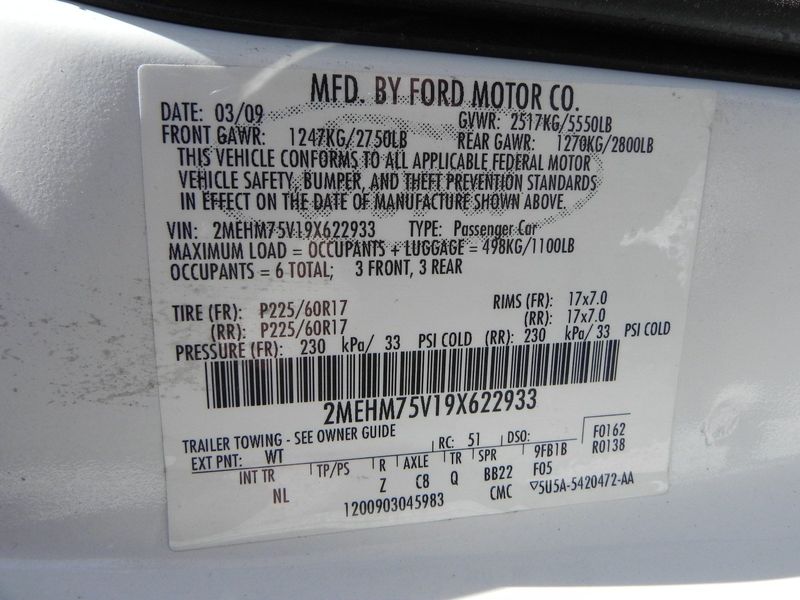 MFD. BY FORD MOTOR CO.
DATE: 03/09 GVWR: 2517KG/5550LB
FRONT GAWR: 1247KG/2750LB REAR GAWR: 1270KG/2800LB
THIS VEHICLE CONFORMS TO ALL APPLICABLE FEDERAL MOTOR
VEHICLE SAFETY, BUMPER, AND THEFT PREVENTION STANDARDS
IN EFFECT ON THE DATE OF MANUFACTURE SHOWN ABOVE.
VIN: 2MEHM75V19X622933 TYPE: Passenger Car
MAXIMUM LOAD = OCCUPANTS + LUGGAGE = 498KG/1100LB
OCCUPANTS = 6 TOTAL; 3 FRONT, 3 REAR
TIRE (FR): P225/60R17 RIMS (FR): 17x7.0
(RR): P225/60R17 (RR): 17x7.0
PRESSURE (FR): 230 kPa/ 33 PSI COLD (RR): 230 kPa/ 33 PSI COLD
2MEHM75V19X622933
TRAILER TOWING - SEE OWNER GUIDE
EXT PNT: WT RC: 51 DSO: F0162
INT TR TP/PS R AXLE TR SPR 9FB1B R0138
NL Z C8 Q BB22 F05
1200903045983 CMC ▽5U5A-5420472-AA